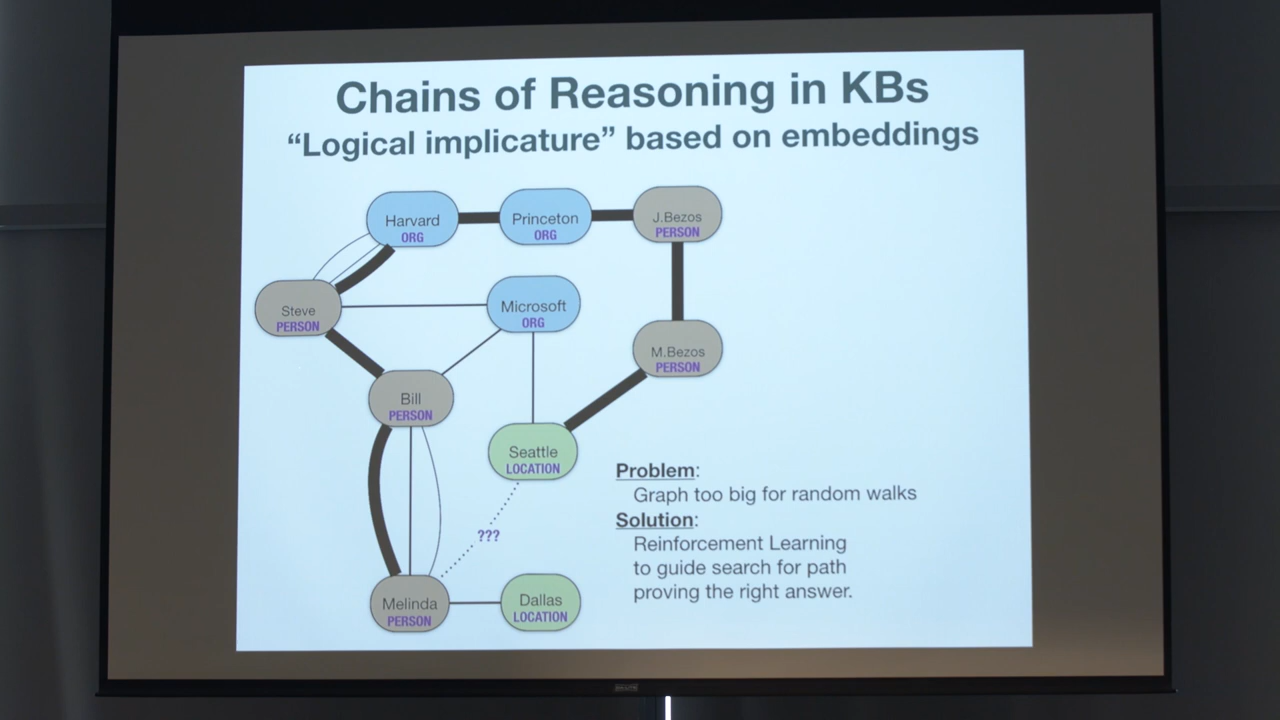 Chains of Reasoning in KBs
“Logical implicature” based on embeddings
Harvard
ORG
Princeton
ORG
J.Bezos
PERSON
Steve
PERSON
Microsoft
ORG
M.Bezos
PERSON
Bill
PERSON
Seattle
LOCATION
???
Melinda
PERSON
Dallas
LOCATION
Problem:
Graph too big for random walks
Solution:
Reinforcement Learning
to guide search for path
proving the right answer.